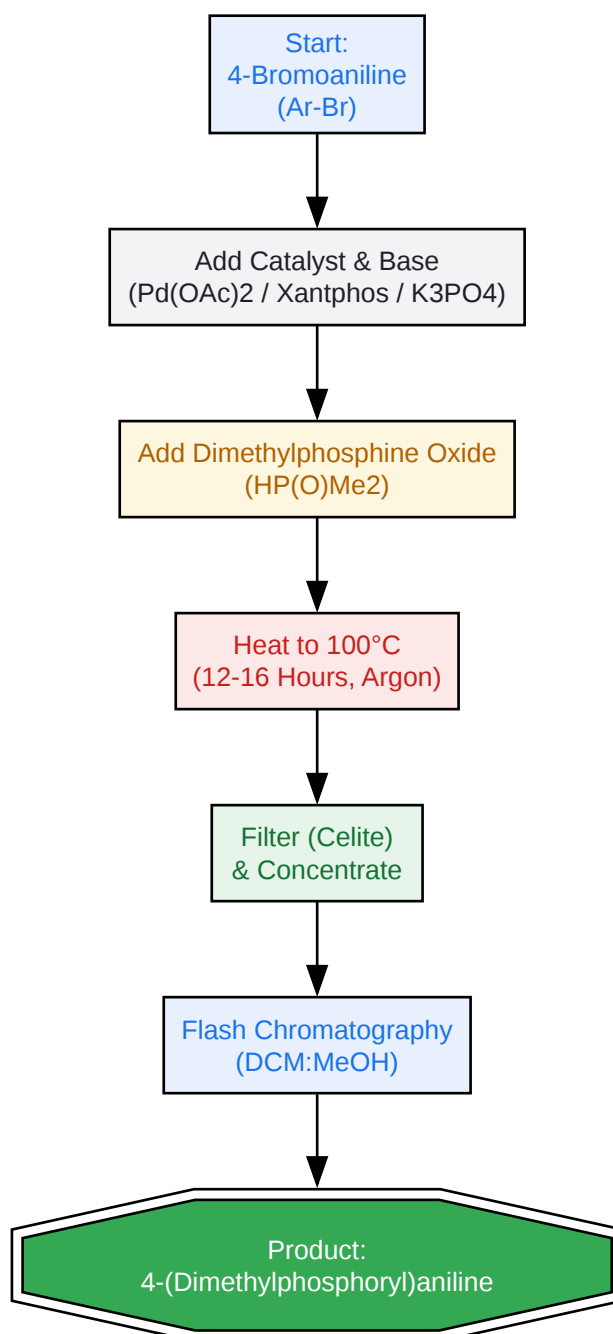 Start:
4-Bromoaniline
(Ar-Br)
Add Catalyst & Base
(Pd(OAc)2 / Xantphos / K3PO4)
Add Dimethylphosphine Oxide
(HP(O)Me2)
Heat to 100°C
(12-16 Hours, Argon)
Filter (Celite)
& Concentrate
Flash Chromatography
(DCM:MeOH)
Product:
4-(Dimethylphosphoryl)aniline